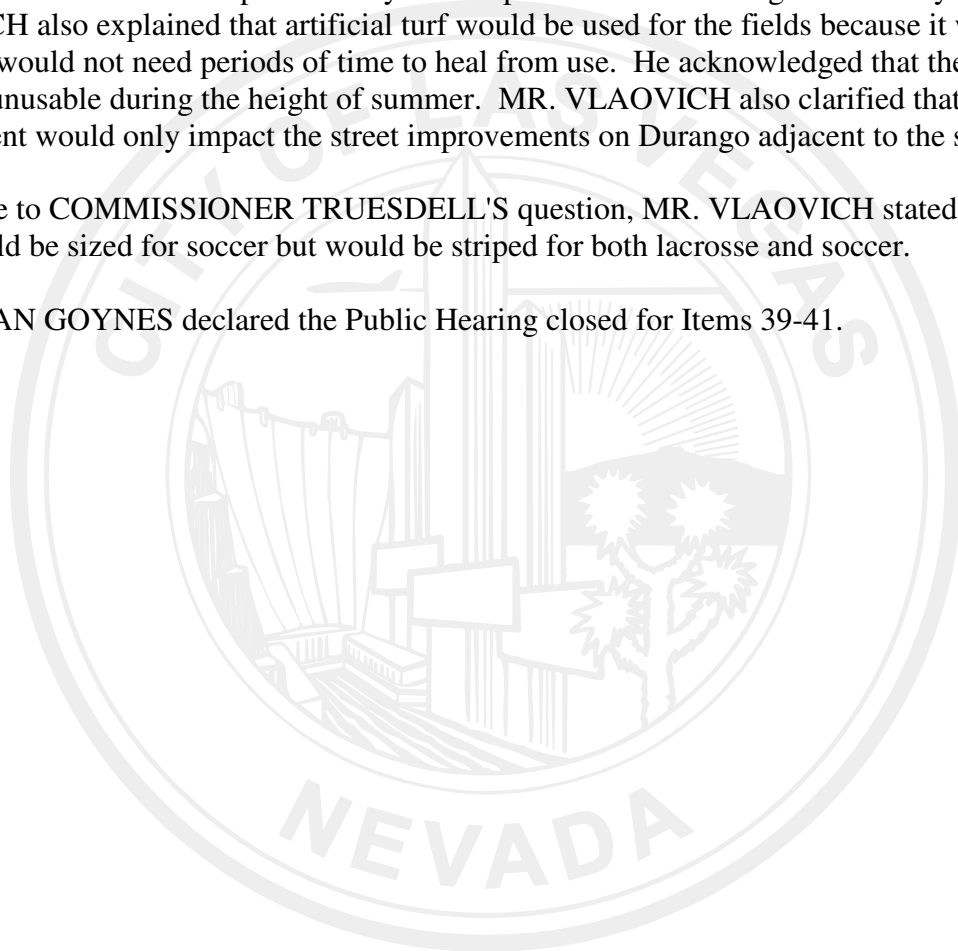 CH also explained that artificial turf would be used for the fields because it
would not need periods of time to heal from use. He acknowledged that the
unusable during the height of summer. MR. VLAOVICH also clarified that
ent would only impact the street improvements on Durango adjacent to the s
e to COMMISSIONER TRUESDELL'S question, MR. VLAOVICH stated
ld be sized for soccer but would be striped for both lacrosse and soccer.
AN GOYNES declared the Public Hearing closed for Items 39-41.
CITY OF LAS VEGAS
NEVADA